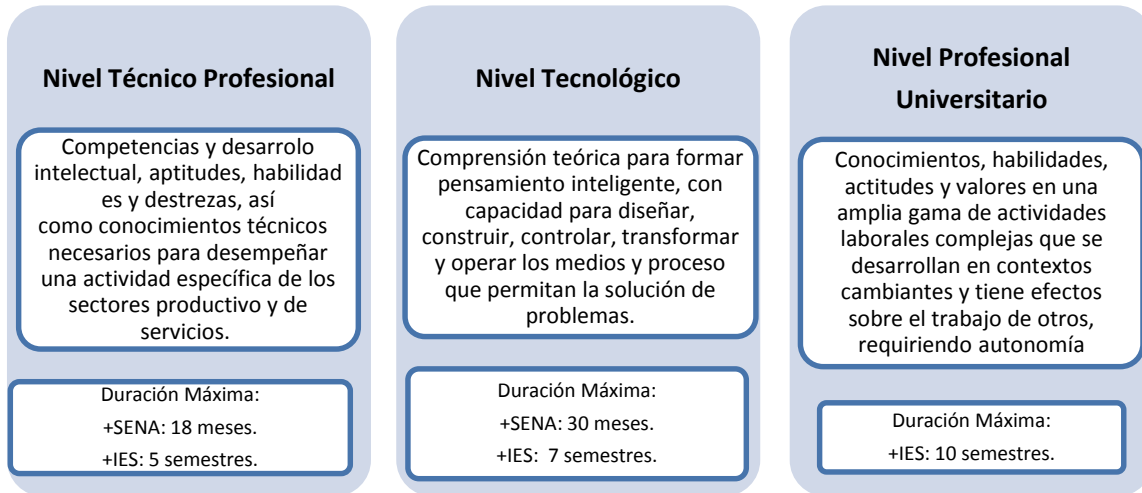 Nivel Técnico Profesional
Competencias y desarrolo
intelectual, aptitudes, habilidad
es y destrezas, así
como conocimientos técnicos
necesarios para desempeñar
una actividad específica de los
sectores productivo y de
servicios.
Duración Máxima:
+SENA: 18 meses.
+IES: 5 semestres.
Nivel Tecnológico
Comprensión teórica para formar
pensamiento inteligente, con
capacidad para diseñar,
construir, controlar, transformar
y operar los medios y proceso
que permitan la solución de
problemas.
Duración Máxima:
+SENA: 30 meses.
+IES: 7 semestres.
Nivel Profesional
Universitario
Conocimientos, habilidades,
actitudes y valores en una
amplia gama de actividades
laborales complejas que se
desarrollan en contextos
cambiantes y tiene efectos
sobre el trabajo de otros,
requiriendo autonomía
Duración Máxima:
+IES: 10 semestres.